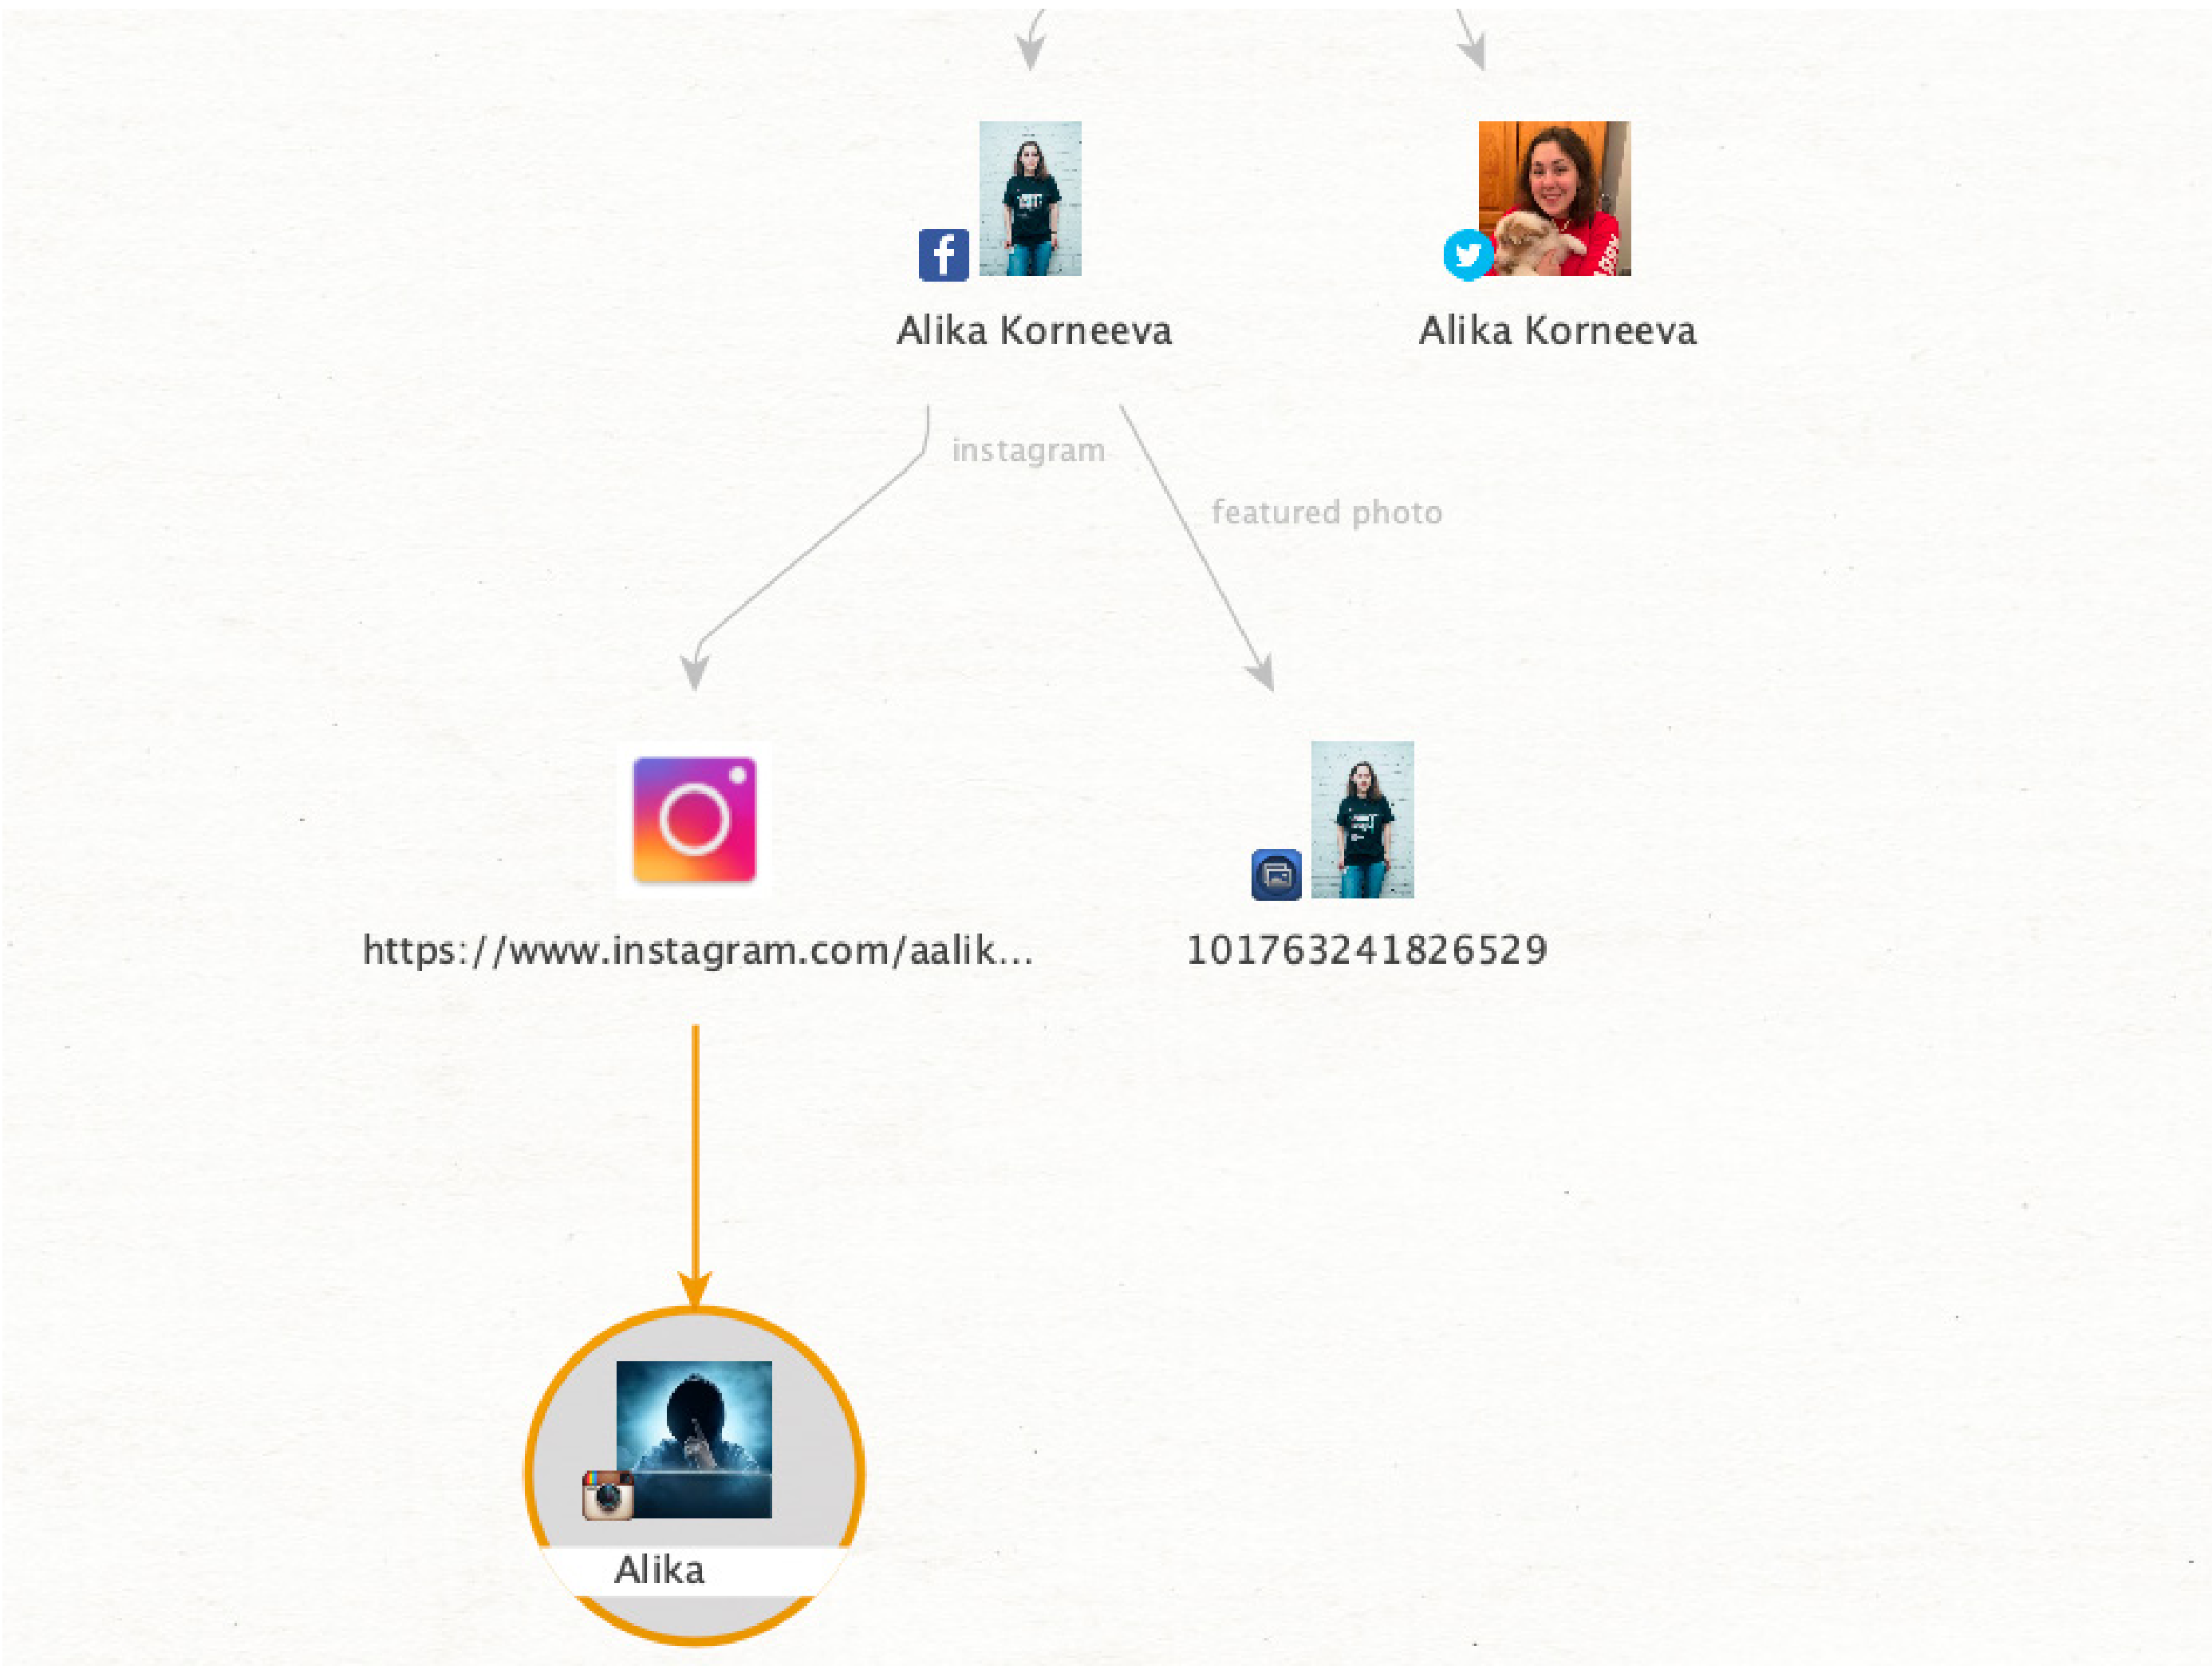 Alika Korneeva
Alika Korneeva
instagram
featured photo
https://www.instagram.com/aalik...
101763241826529
Alika